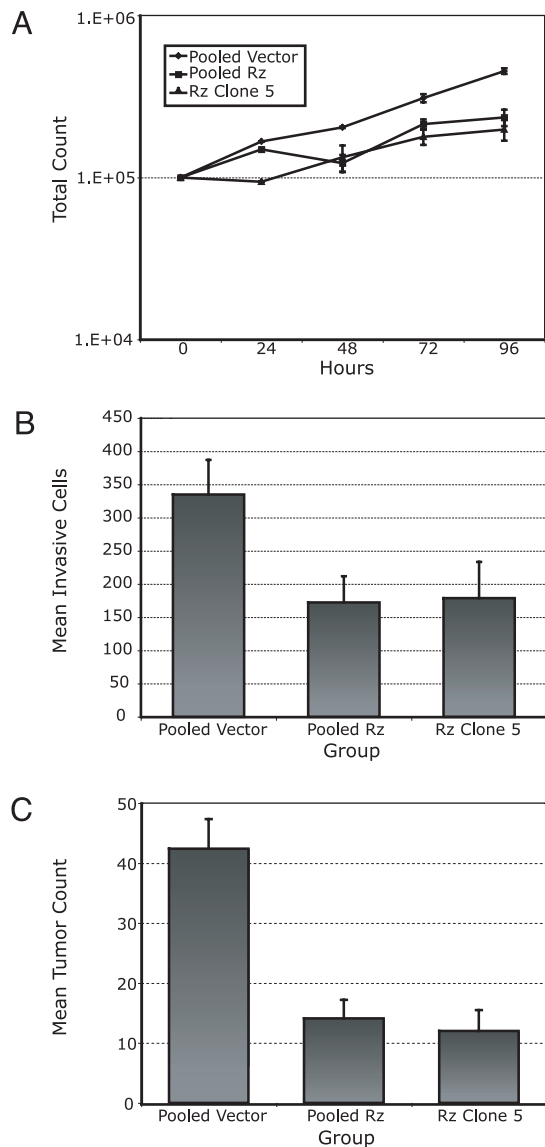 A
1.E+06
Pooled Vector
Pooled Rz
Rz Clone 5
Total Count
1.E+05
1.E+04
0 24 48 72 96
Hours
B
450
400
350
300
250
200
150
100
50
0
Mean Invasive Cells
Pooled Vector Pooled Rz Rz Clone 5
Group
C
50
40
30
20
10
0
Mean Tumor Count
Pooled Vector Pooled Rz Rz Clone 5
Group